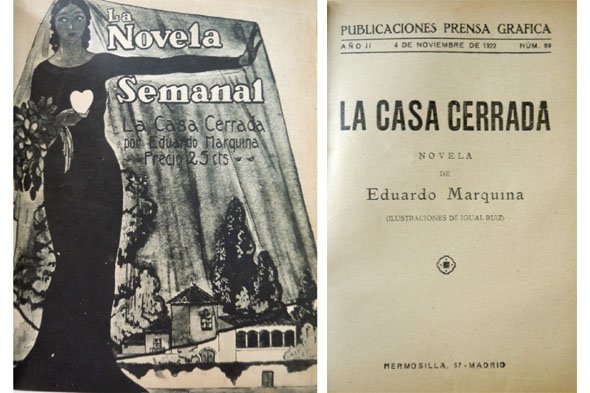 La
Novela
Semanal
La Casa Cerrada
por Eduardo Marquina
Precio 25 cts
PUBLICACIONES PRENSA GRAFICA
AÑO II 4 DE NOVIEMBRE DE 1922 NÚM. 69
LA CASA CERRADA
NOVELA
DE
Eduardo Marquina
(ILUSTRACIONES DE IGUAL RUIZ)
HERMOSILLA, 57-MADRID